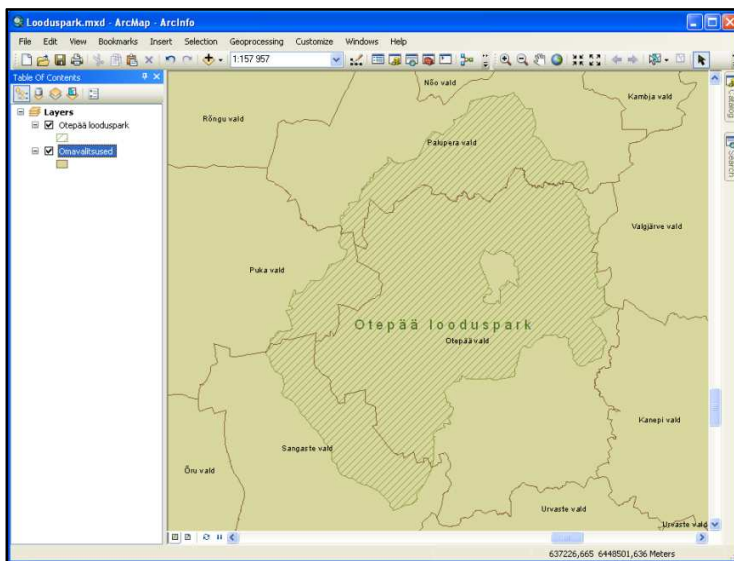 Looduspark.mxd - ArcMap - ArcInfo
File Edit View Bookmarks Insert Selection Geoprocessing Customize Windows Help
1:157 957
Table Of Contents
Layers
Otepää looduspark
Omavalitsused
Nõo vald
Kambja vald
Rõngu vald
Palupera vald
Valgjärve vald
Puka vald
Otepää looduspark
Otepää vald
Kanepi vald
Sangaste vald
Õru vald
Urvaste vald
Urvaste vald
Catalog
Search
637226,665 6448501,636 Meters